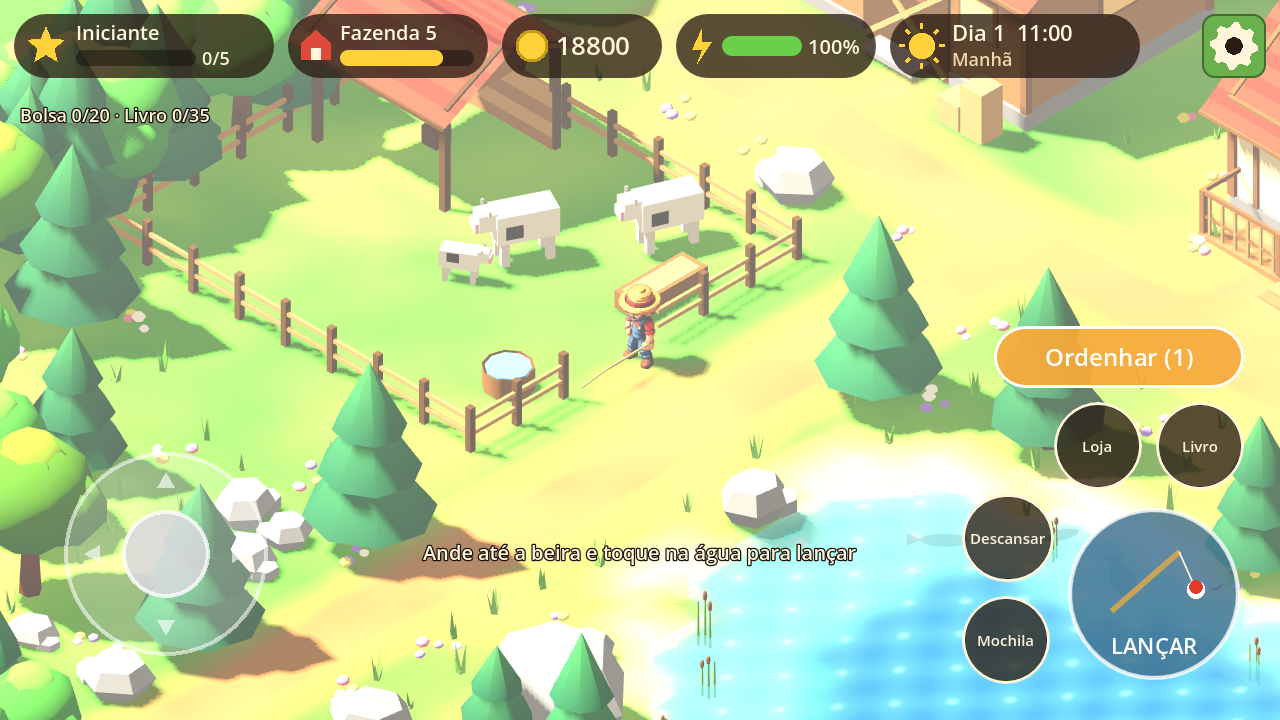 Iniciante
0/5
Fazenda 5
18800
100%
Dia 1 11:00
Manhã
Bolsa 0/20 · Livro 0/35
Ordenhar (1)
Loja
Livro
Descansar
Ande até a beira e toque na água para lançar
Mochila
LANÇAR